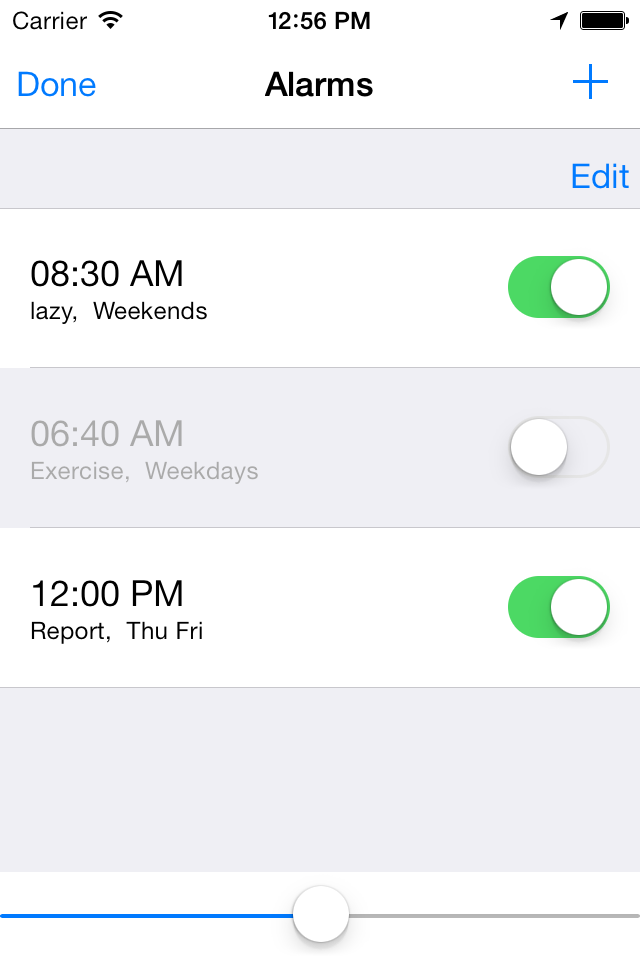 Carrier 12:56 PM
Done Alarms +
Edit
08:30 AM
lazy, Weekends
06:40 AM
Exercise, Weekdays
12:00 PM
Report, Thu Fri